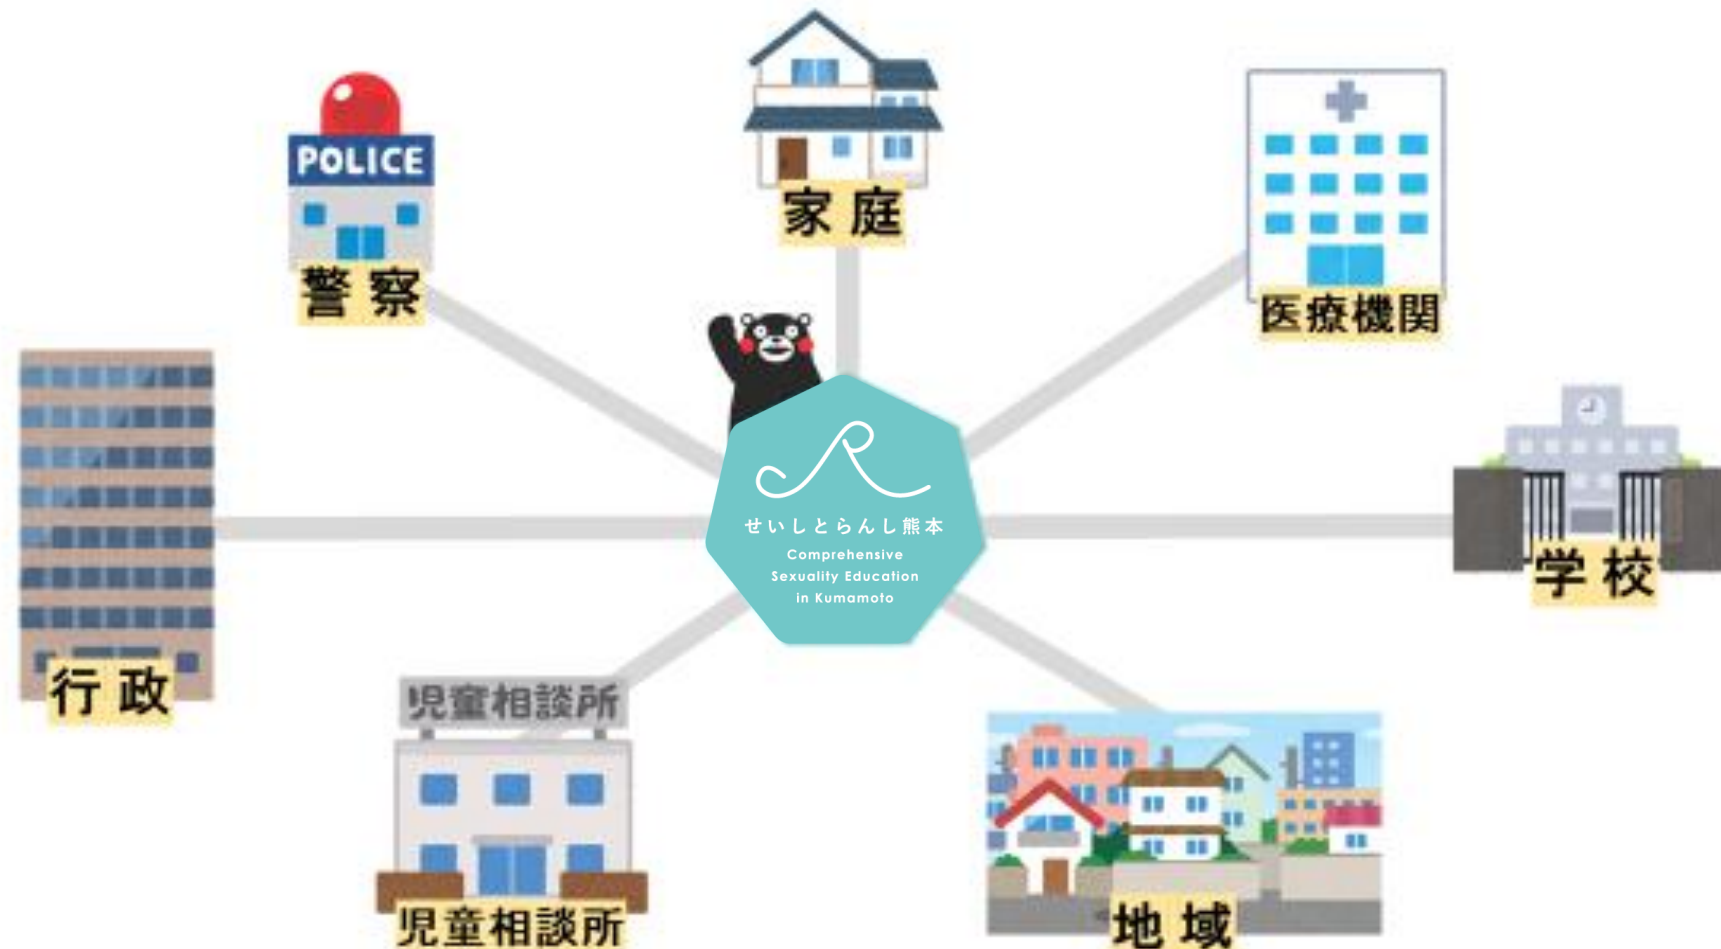 家庭
POLICE
警察
医療機関
せいしとらんし熊本
Comprehensive
Sexuality Education
in Kumamoto
学校
行政
児童相談所
児童相談所
地域